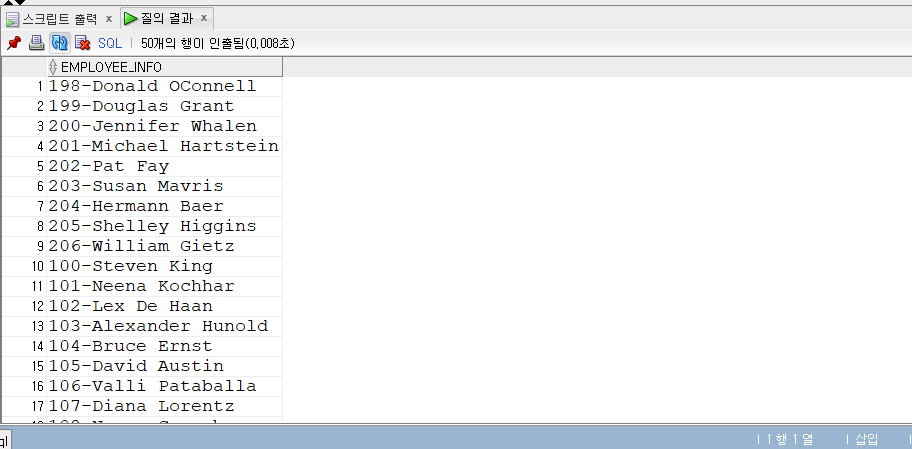 스크립트 출력 x 질의 결과 x
SQL | 50개의 행이 인출됨(0,008초)
EMPLOYEE_INFO
1 198-Donald OConnell
2 199-Douglas Grant
3 200-Jennifer Whalen
4 201-Michael Hartstein
5 202-Pat Fay
6 203-Susan Mavris
7 204-Hermann Baer
8 205-Shelley Higgins
9 206-William Gietz
10 100-Steven King
11 101-Neena Kochhar
12 102-Lex De Haan
13 103-Alexander Hunold
14 104-Bruce Ernst
15 105-David Austin
16 106-Valli Pataballa
17 107-Diana Lorentz
ql | 1 행 1 열 | 삽입 |